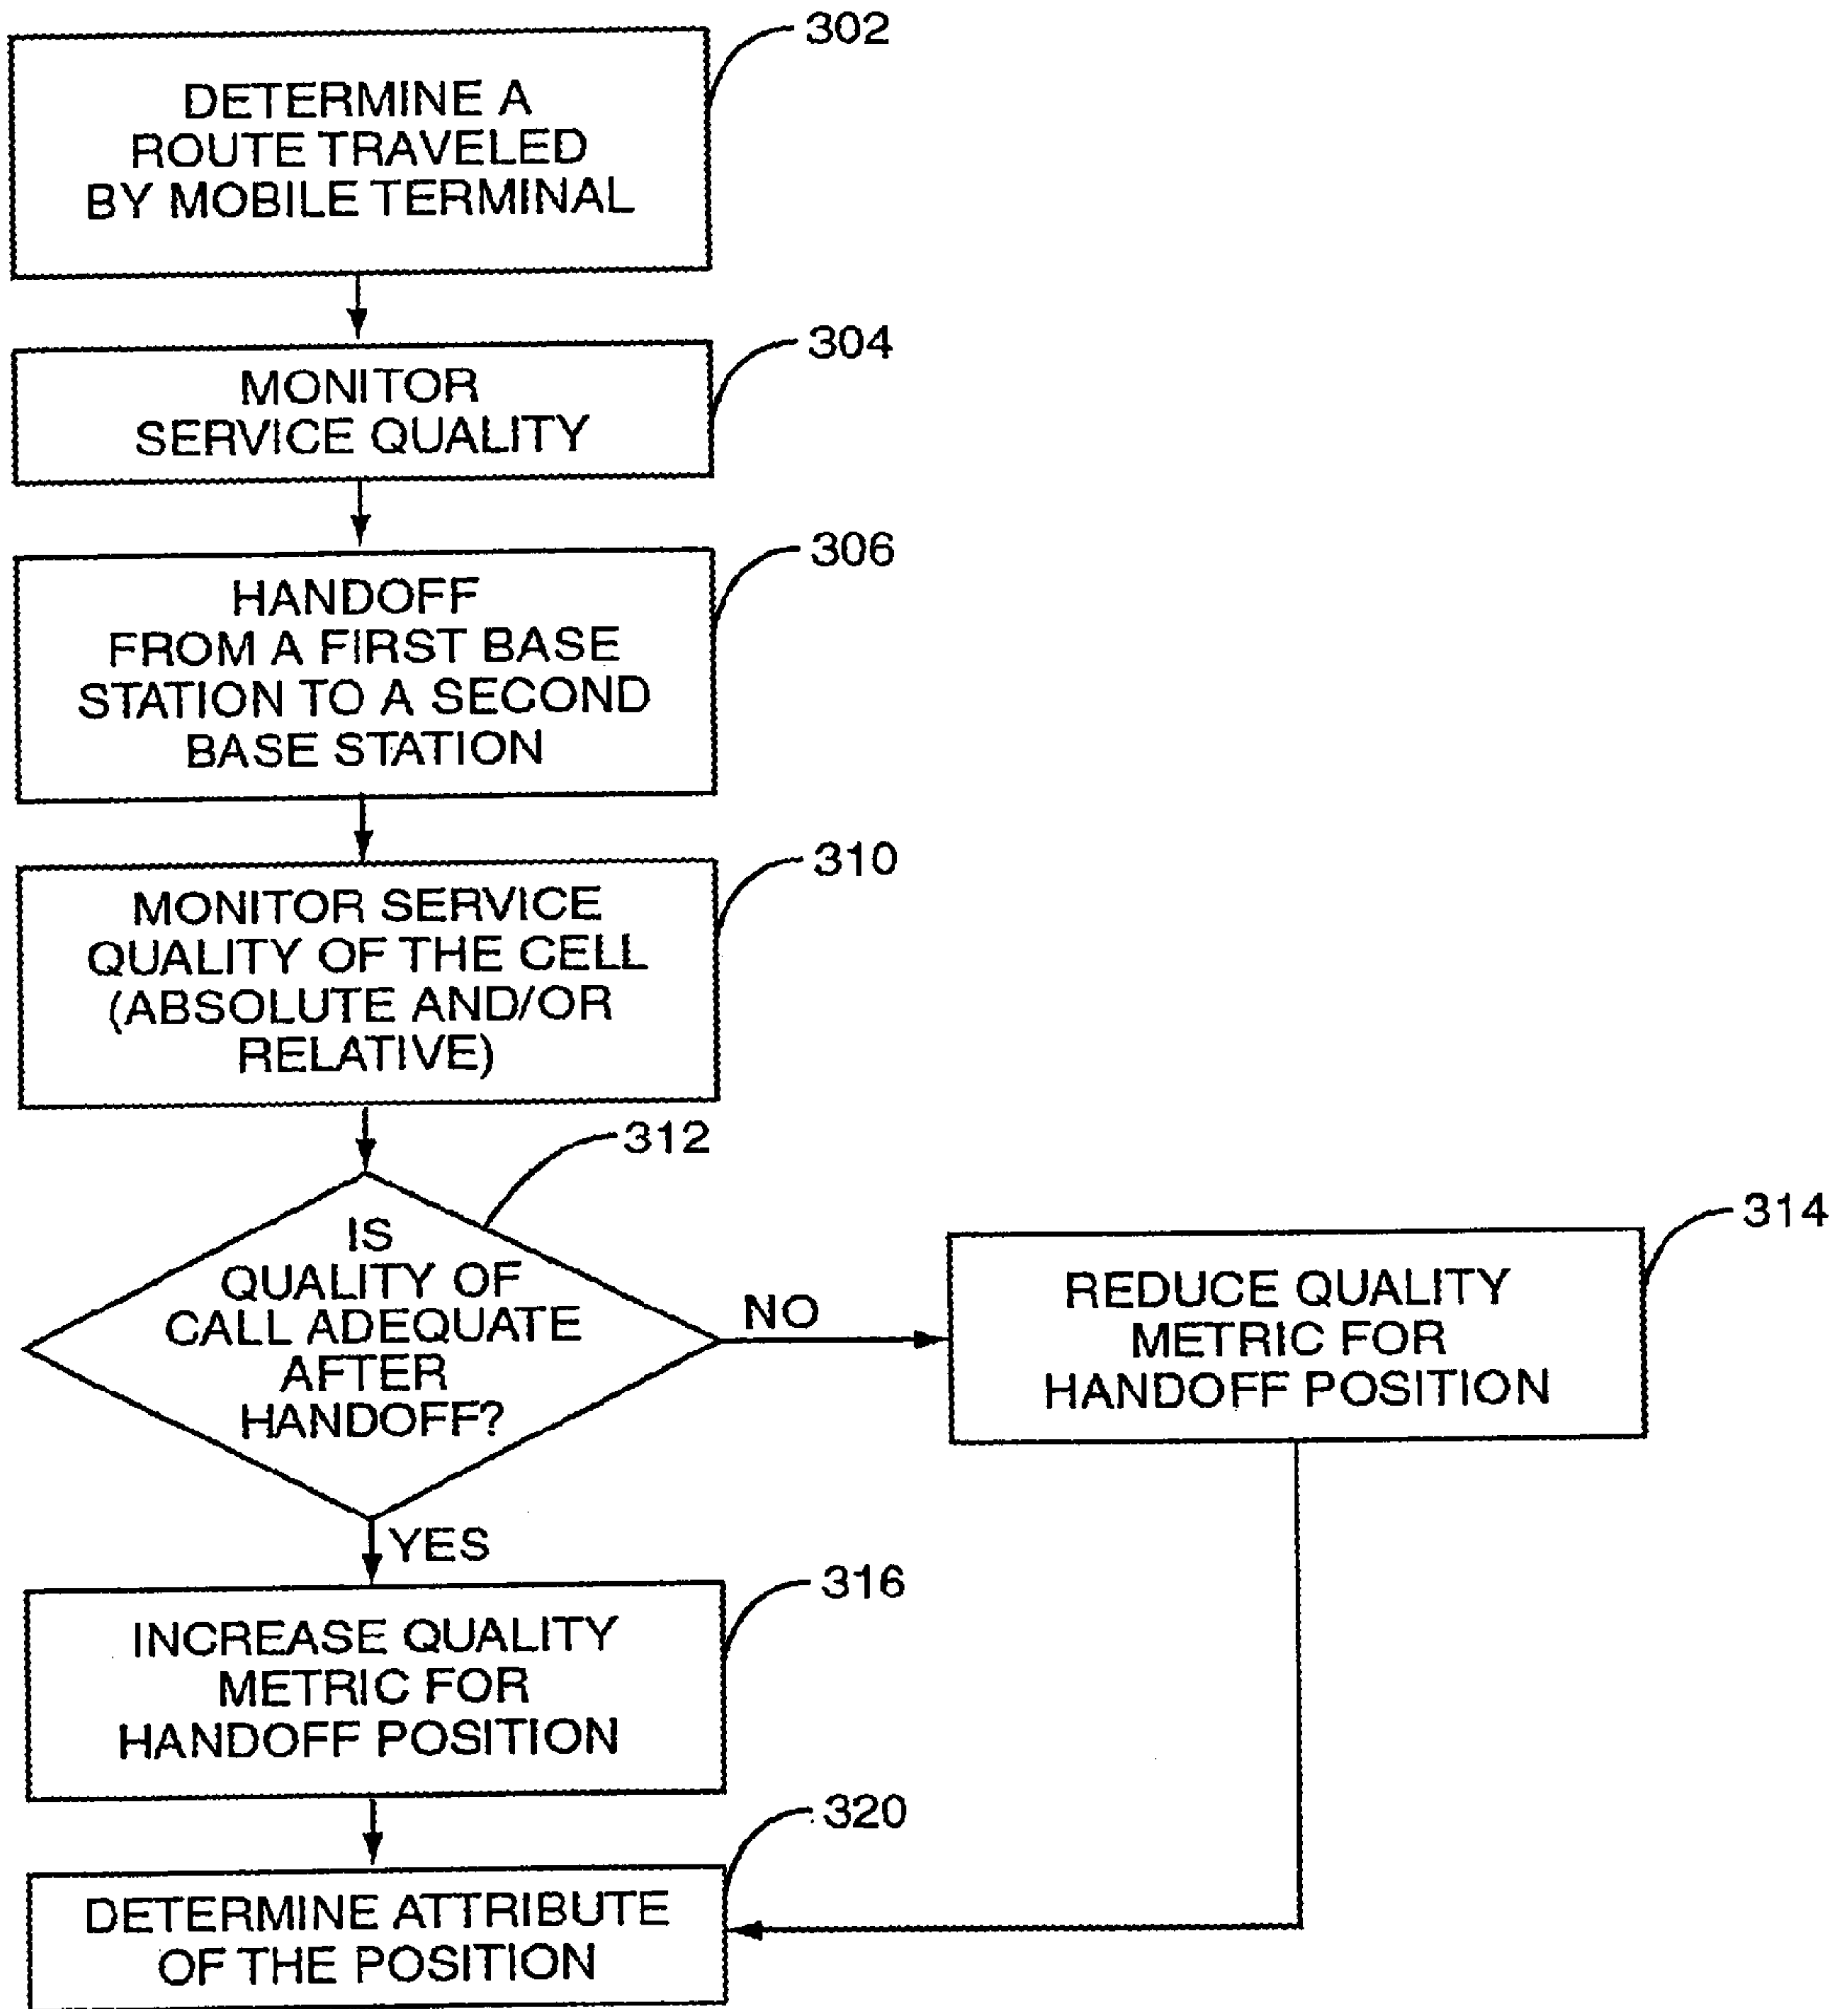 302
DETERMINE A
ROUTE TRAVELED
BY MOBILE TERMINAL
304
MONITOR
SERVICE QUALITY
306
HANDOFF
FROM A FIRST BASE
STATION TO A SECOND
BASE STATION
310
MONITOR SERVICE
QUALITY OF THE CELL
(ABSOLUTE AND/OR
RELATIVE)
312
IS
QUALITY OF
CALL ADEQUATE
AFTER
HANDOFF?
NO
314
REDUCE QUALITY
METRIC FOR
HANDOFF POSITION
YES
316
INCREASE QUALITY
METRIC FOR
HANDOFF POSITION
320
DETERMINE ATTRIBUTE
OF THE POSITION